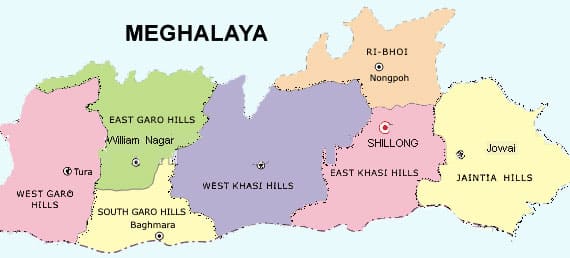 MEGHALAYA
RI-BHOI
Nongpoh
EAST GARO HILLS
William Nagar
SHILLONG
Jowai
Tura
WEST GARO
HILLS
WEST KHASI HILLS
EAST KHASI HILLS
JAINTIA HILLS
SOUTH GARO HILLS
Baghmara